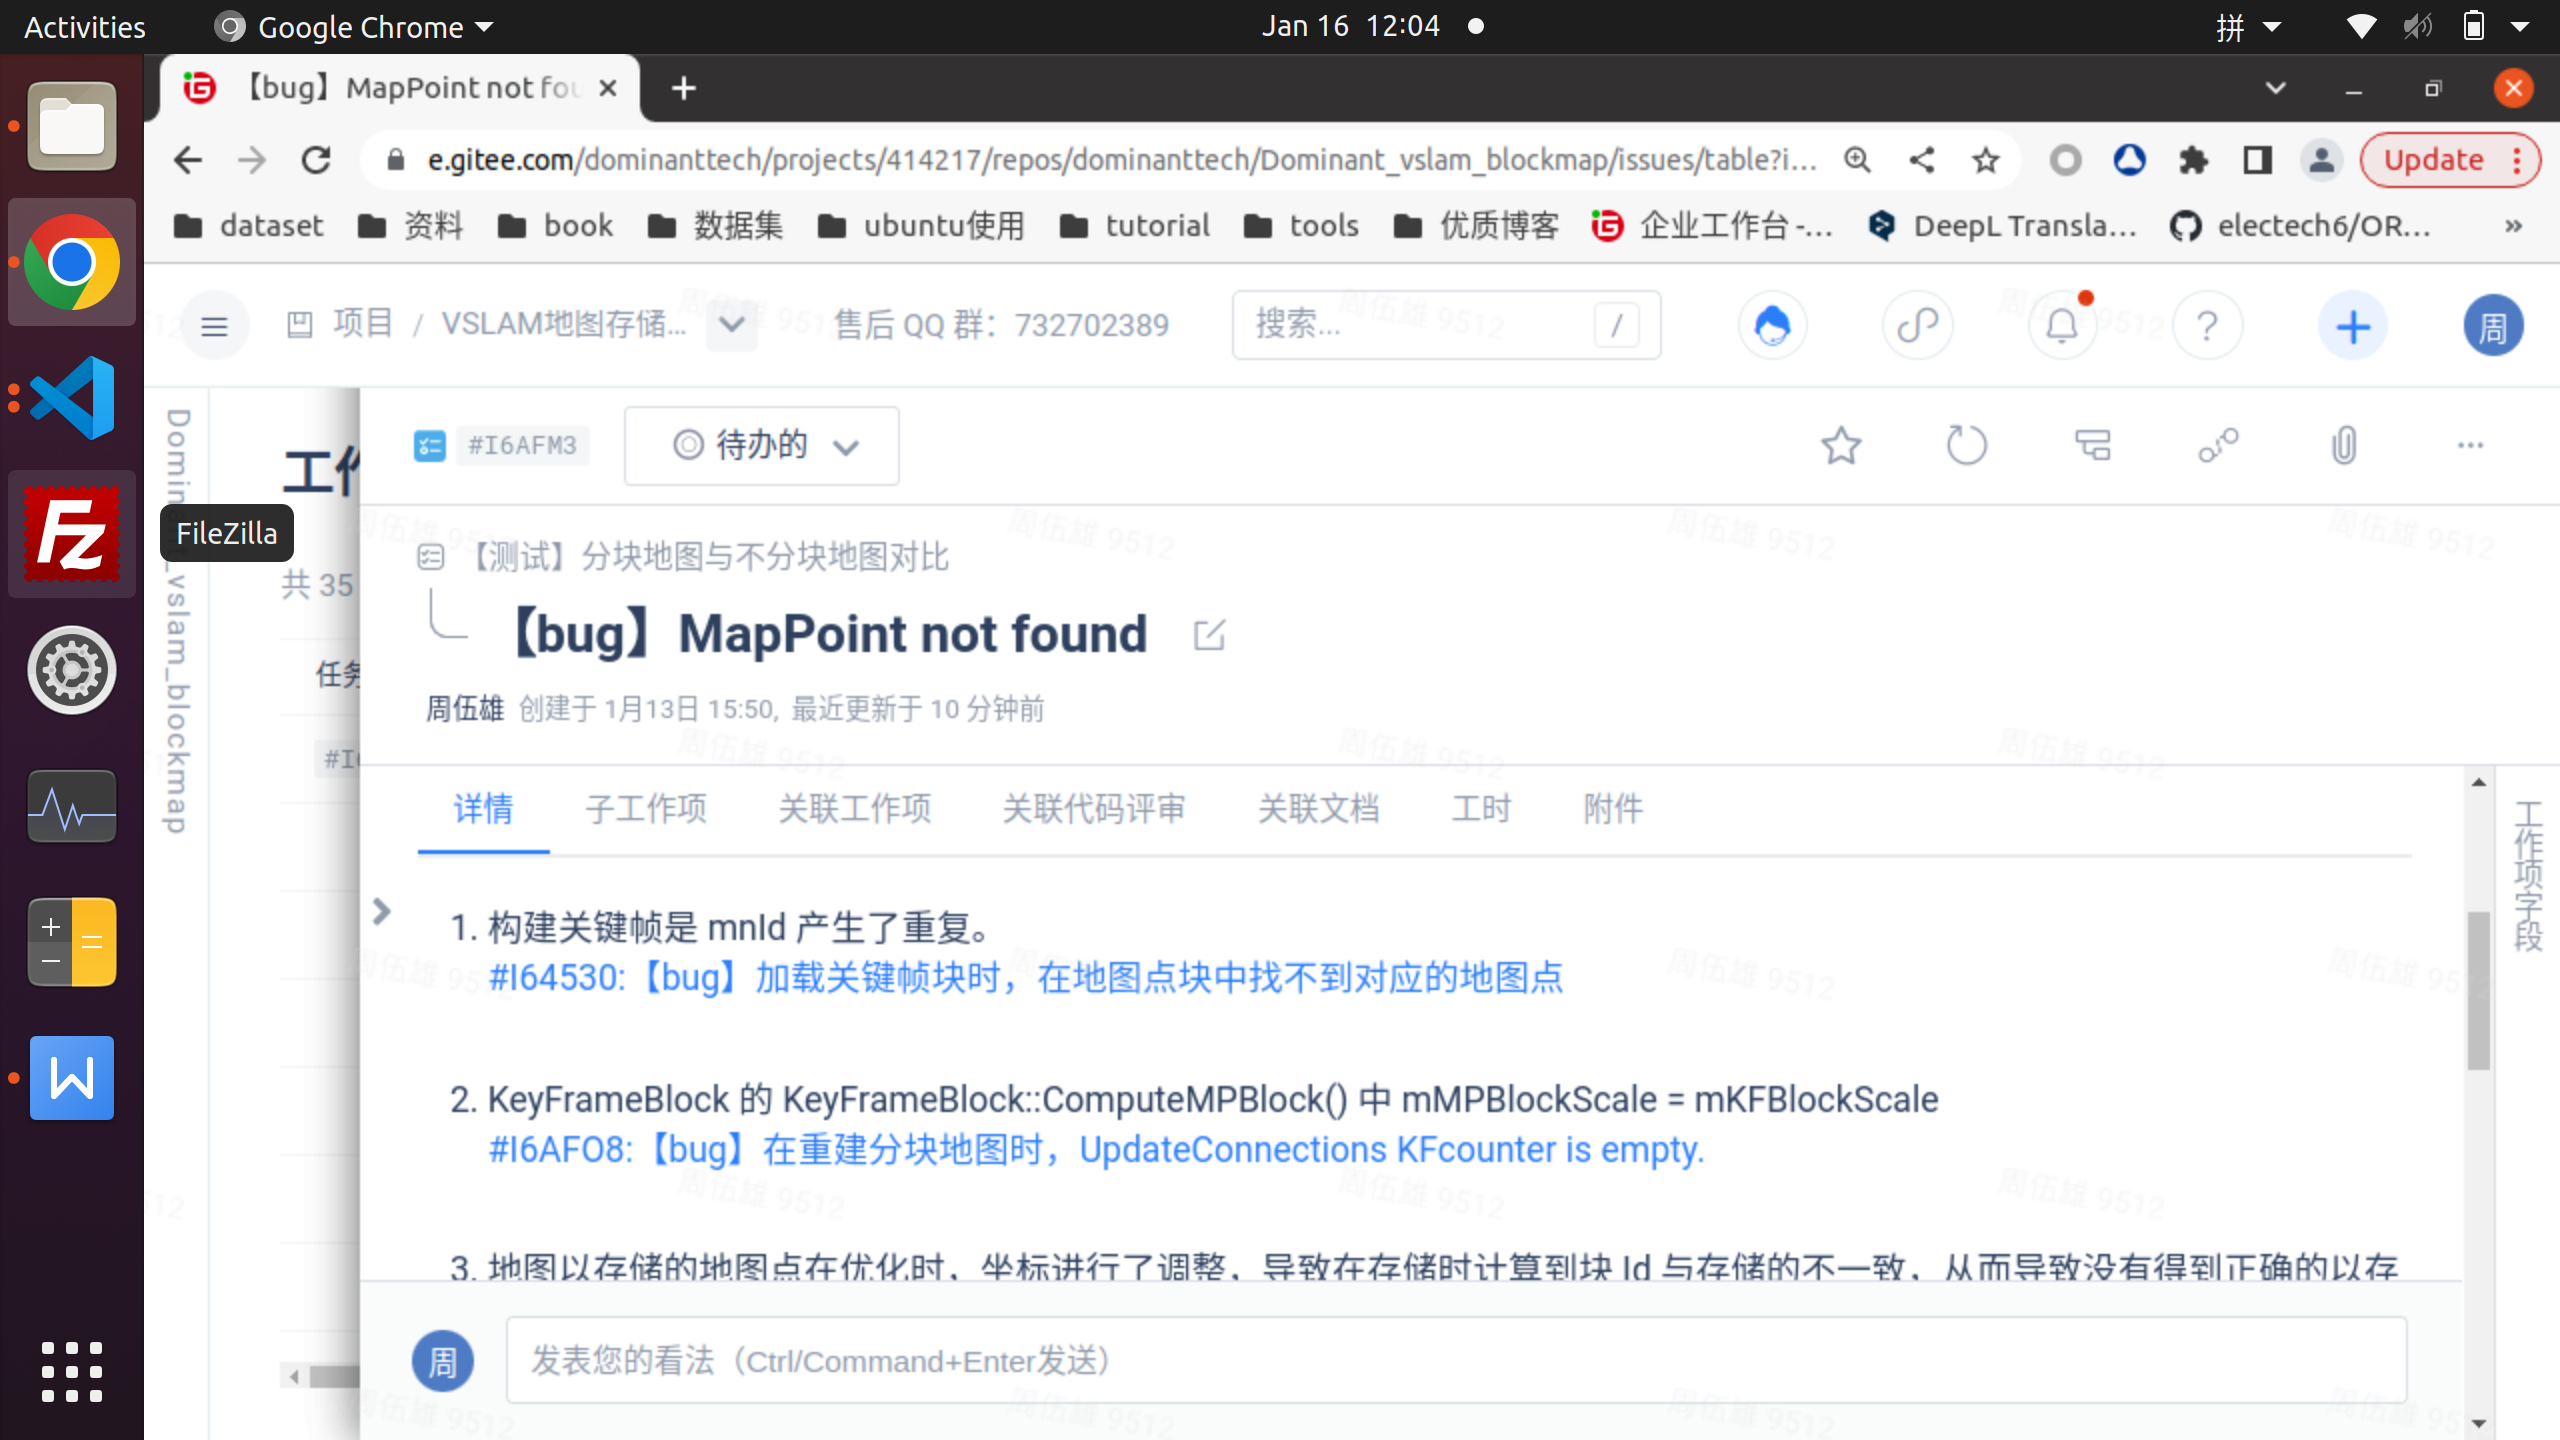 Activities
Google Chrome
Jan 16 12:04
拼
【bug】MapPoint not fou
e.gitee.com/dominanttech/projects/414217/repos/dominanttech/Dominant_vslam_blockmap/issues/table?i...
Update
dataset
资料
book
数据集
ubuntu使用
tutorial
tools
优质博客
企业工作台 -...
DeepL Transla...
electech6/OR...
»
项目 / VSLAM地图存储...
售后 QQ 群：732702389
搜索...
/
周
Dominant_vslam_blockmap
FileZilla
工作
共 35
任务
#I6
#I6AFM3
待办的
【测试】分块地图与不分块地图对比
【bug】MapPoint not found
周伍雄 创建于 1月13日 15:50, 最近更新于 10 分钟前
详情
子工作项
关联工作项
关联代码评审
关联文档
工时
附件
工作项字段
1. 构建关键帧是 mnId 产生了重复。
#I64530:【bug】加载关键帧块时，在地图点块中找不到对应的地图点
2. KeyFrameBlock 的 KeyFrameBlock::ComputeMPBlock() 中 mMPBlockScale = mKFBlockScale
#I6AFO8:【bug】在重建分块地图时，UpdateConnections KFcounter is empty.
3. 地图以存储的地图点在优化时，坐标进行了调整，导致在存储时计算到块 Id 与存储的不一致，从而导致没有得到正确的以存
周
发表您的看法（Ctrl/Command+Enter发送）
周伍雄 9512